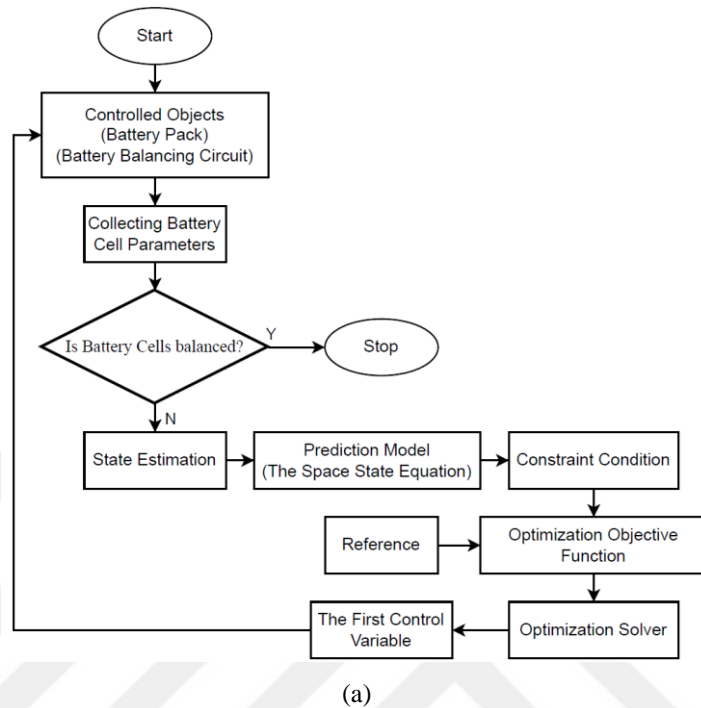 Start
Controlled Objects
(Battery Pack)
(Battery Balancing Circuit)
Collecting Battery
Cell Parameters
Is Battery Cells balanced?
Y
Stop
N
State Estimation
Prediction Model
(The Space State Equation)
Constraint Condition
Reference
Optimization Objective
Function
The First Control
Variable
Optimization Solver
(a)